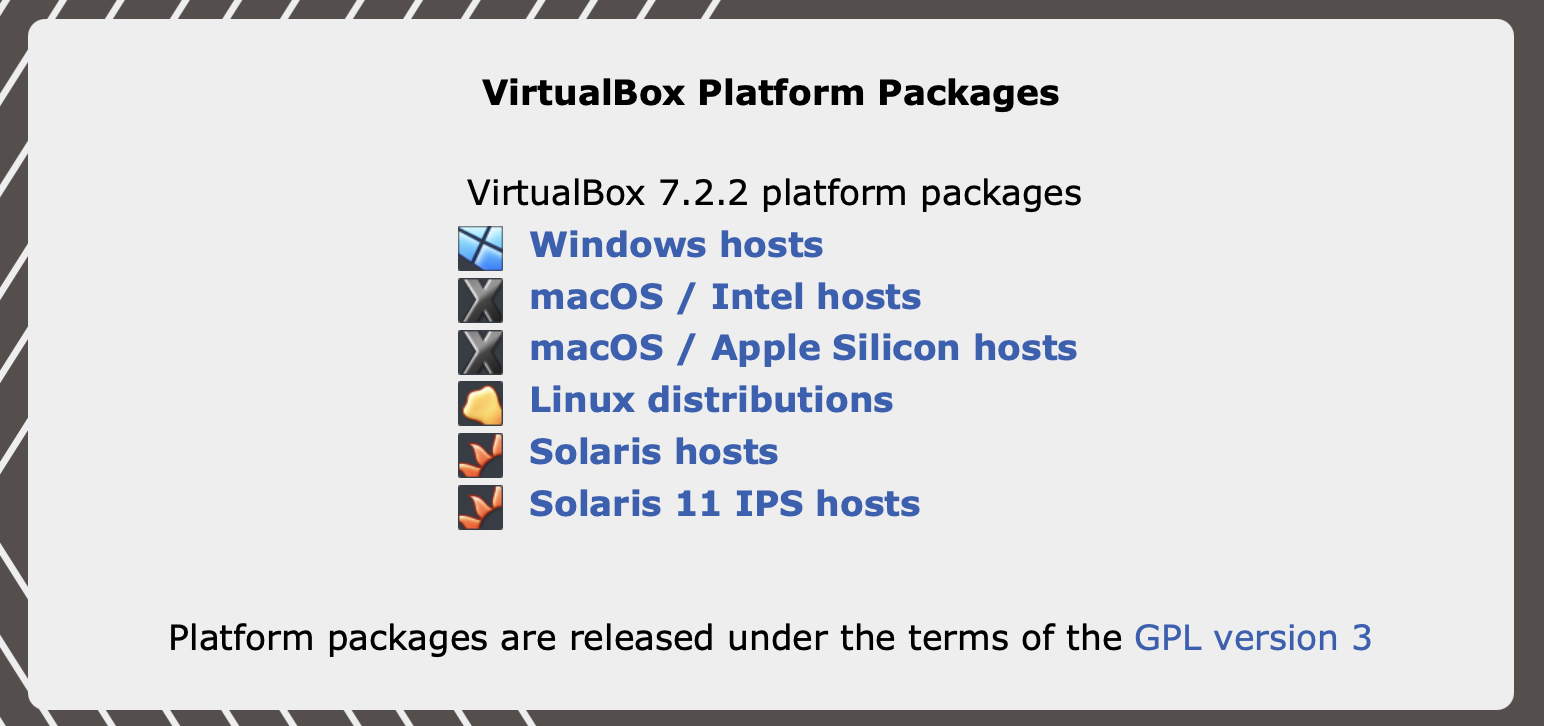 VirtualBox Platform Packages
VirtualBox 7.2.2 platform packages
Windows hosts
macOS / Intel hosts
macOS / Apple Silicon hosts
Linux distributions
Solaris hosts
Solaris 11 IPS hosts
Platform packages are released under the terms of the GPL version 3